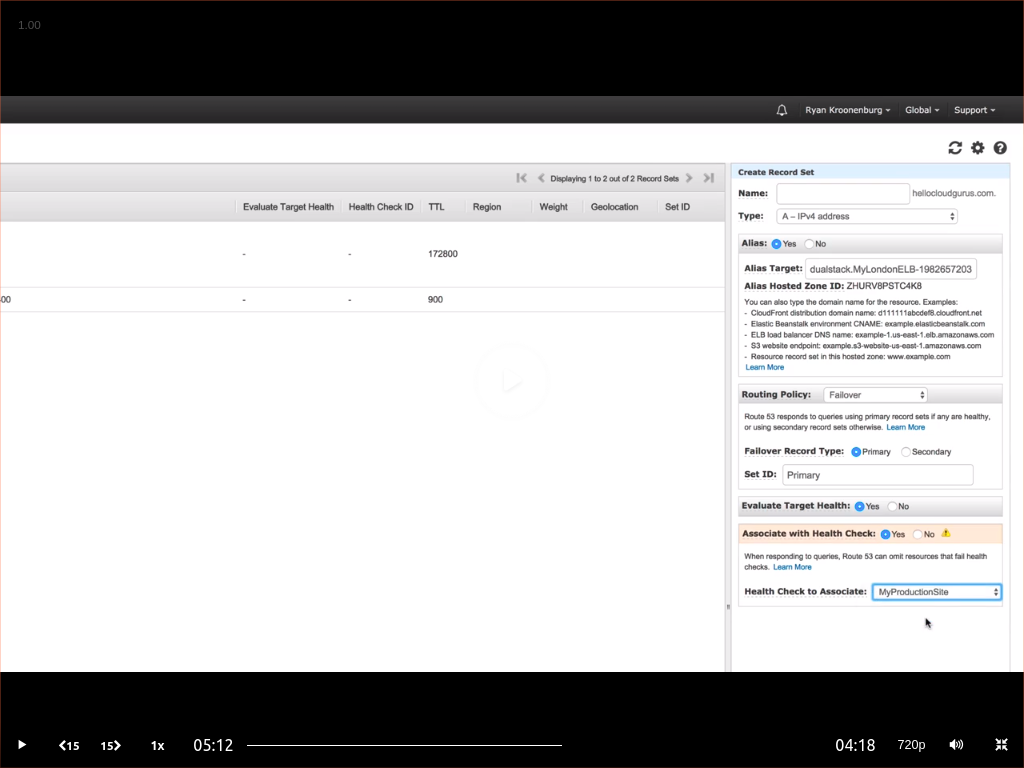 1.00
Ryan Kroonenburg Global Support
Displaying 1 to 2 out of 2 Record Sets
Evaluate Target Health Health Check ID TTL Region Weight Geolocation Set ID
- - 172800
- - 900
Create Record Set
Name: hellocloudgurus.com.
Type: A – IPv4 address
Alias: Yes No
Alias Target: dualstack.MyLondonELB-1982657203
Alias Hosted Zone ID: ZHURV8PSTC4K8
You can also type the domain name for the resource. Examples:
- CloudFront distribution domain name: d111111abcdef8.cloudfront.net
- Elastic Beanstalk environment CNAME: example.elasticbeanstalk.com
- ELB load balancer DNS name: example-1.us-east-1.elb.amazonaws.com
- S3 website endpoint: example.s3-website-us-east-1.amazonaws.com
- Resource record set in this hosted zone: www.example.com
Learn More
Routing Policy: Failover
Route 53 responds to queries using primary record sets if any are healthy,
or using secondary record sets otherwise. Learn More
Failover Record Type: Primary Secondary
Set ID: Primary
Evaluate Target Health: Yes No
Associate with Health Check: Yes No
When responding to queries, Route 53 can omit resources that fail health
checks. Learn More
Health Check to Associate: MyProductionSite
15 15 1x 05:12 04:18 720p